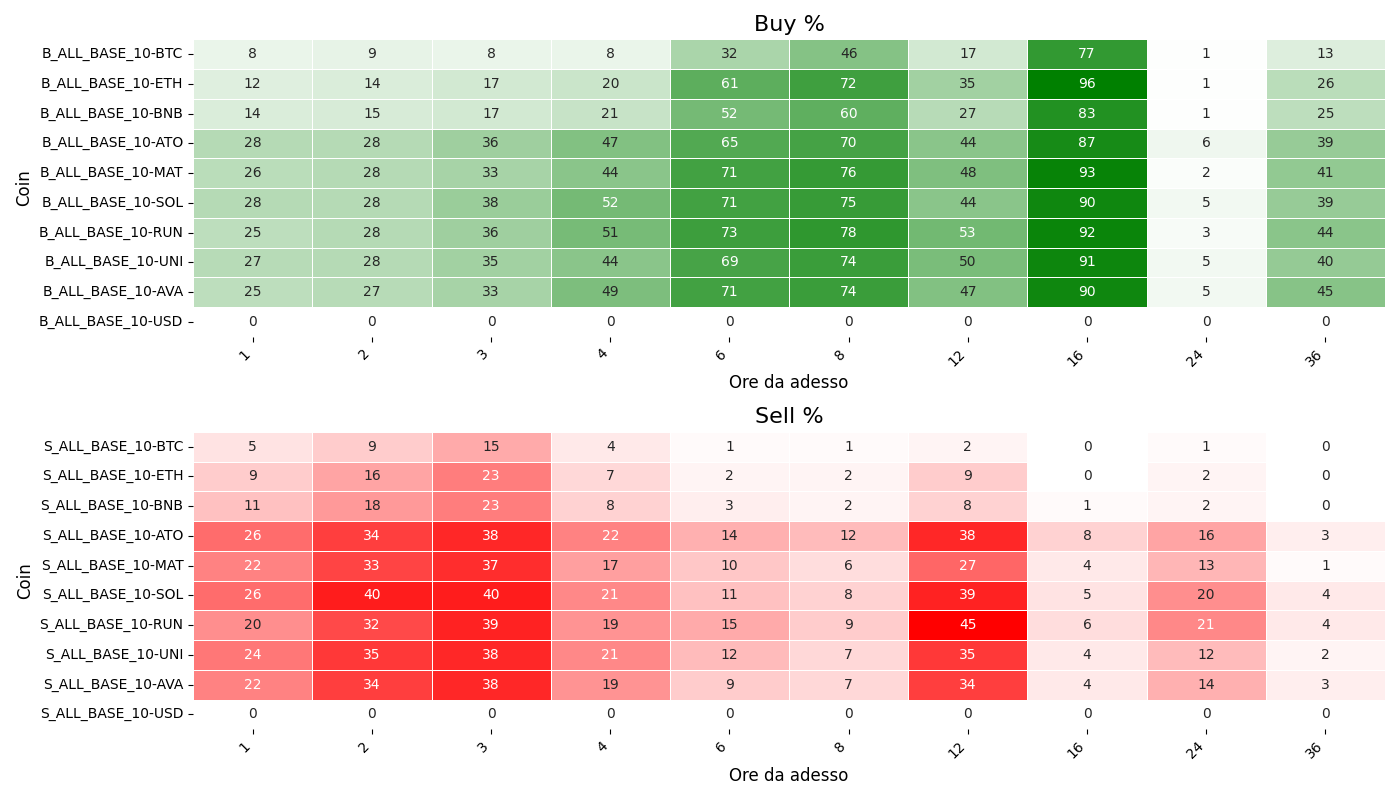 Buy %
B_ALL_BASE_10-BTC 8 9 8 8 32 46 17 77 1 13
B_ALL_BASE_10-ETH 12 14 17 20 61 72 35 96 1 26
B_ALL_BASE_10-BNB 14 15 17 21 52 60 27 83 1 25
B_ALL_BASE_10-ATO 28 28 36 47 65 70 44 87 6 39
B_ALL_BASE_10-MAT 26 28 33 44 71 76 48 93 2 41
B_ALL_BASE_10-SOL 28 28 38 52 71 75 44 90 5 39
B_ALL_BASE_10-RUN 25 28 36 51 73 78 53 92 3 44
B_ALL_BASE_10-UNI 27 28 35 44 69 74 50 91 5 40
B_ALL_BASE_10-AVA 25 27 33 49 71 74 47 90 5 45
B_ALL_BASE_10-USD 0 0 0 0 0 0 0 0 0 0
Coin
1 2 3 4 6 8 12 16 24 36
Ore da adesso
Sell %
S_ALL_BASE_10-BTC 5 9 15 4 1 1 2 0 1 0
S_ALL_BASE_10-ETH 9 16 23 7 2 2 9 0 2 0
S_ALL_BASE_10-BNB 11 18 23 8 3 2 8 1 2 0
S_ALL_BASE_10-ATO 26 34 38 22 14 12 38 8 16 3
S_ALL_BASE_10-MAT 22 33 37 17 10 6 27 4 13 1
S_ALL_BASE_10-SOL 26 40 40 21 11 8 39 5 20 4
S_ALL_BASE_10-RUN 20 32 39 19 15 9 45 6 21 4
S_ALL_BASE_10-UNI 24 35 38 21 12 7 35 4 12 2
S_ALL_BASE_10-AVA 22 34 38 19 9 7 34 4 14 3
S_ALL_BASE_10-USD 0 0 0 0 0 0 0 0 0 0
Coin
1 2 3 4 6 8 12 16 24 36
Ore da adesso